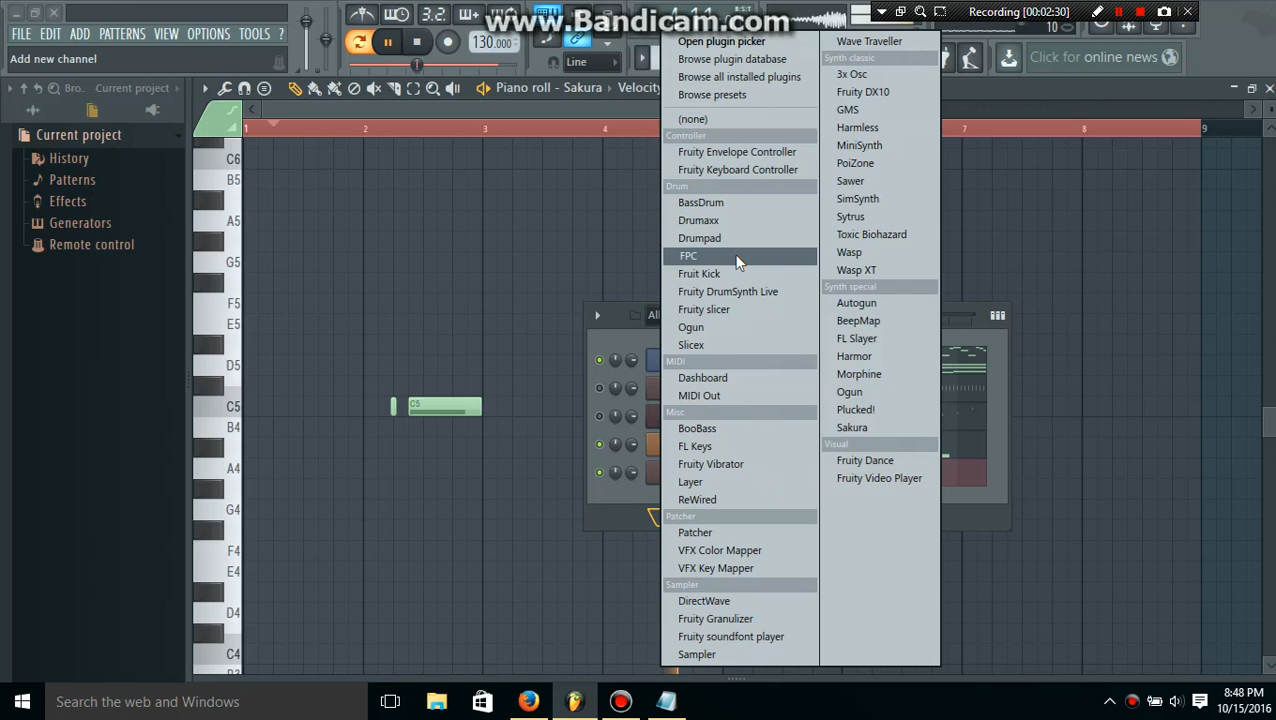 www.Bandicam.com
Recording [00:02:30]
3.2
130.000
FILE EDIT ADD PATTERNS VIEW OPTIONS TOOLS ?
Add new channel
Line
Click for online news
Browser - Current project
Piano roll - Sakura
Velocity
1 2 3 4 7 8 9
Current project
History
Patterns
Effects
Generators
Remote control
C6
B5
A5
G5
F5
E5
D5
C5
B4
A4
G4
F4
E4
D4
C4
B3
C5
All
Open plugin picker
Browse plugin database
Browse all installed plugins
Browse presets
(none)
Controller
Fruity Envelope Controller
Fruity Keyboard Controller
Drum
BassDrum
Drumaxx
Drumpad
FPC
Fruit Kick
Fruity DrumSynth Live
Fruity slicer
Ogun
Slicex
MIDI
Dashboard
MIDI Out
Misc
BooBass
FL Keys
Fruity Vibrator
Layer
ReWired
Patcher
Patcher
VFX Color Mapper
VFX Key Mapper
Sampler
DirectWave
Fruity Granulizer
Fruity soundfont player
Sampler
Wave Traveller
Synth classic
3x Osc
Fruity DX10
GMS
Harmless
MiniSynth
PoiZone
Sawer
SimSynth
Sytrus
Toxic Biohazard
Wasp
Wasp XT
Synth special
Autogun
BeepMap
FL Slayer
Harmor
Morphine
Ogun
Plucked!
Sakura
Visual
Fruity Dance
Fruity Video Player
Search the web and Windows
8:48 PM
10/15/2016